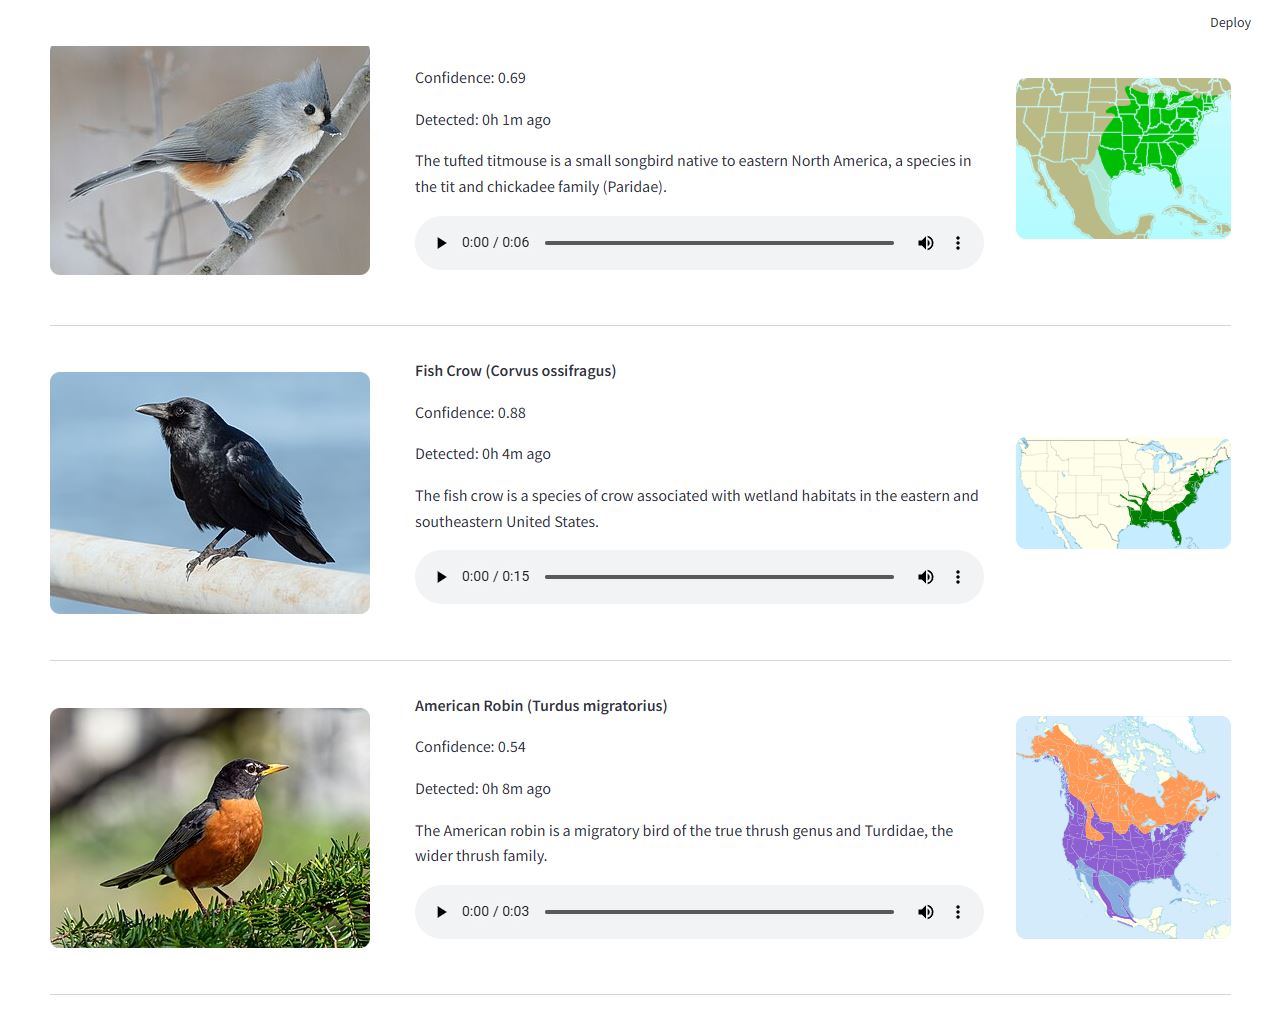 Deploy
Confidence: 0.69
Detected: 0h 1m ago
The tufted titmouse is a small songbird native to eastern North America, a species in
the tit and chickadee family (Paridae).
0:00 / 0:06
Fish Crow (Corvus ossifragus)
Confidence: 0.88
Detected: 0h 4m ago
The fish crow is a species of crow associated with wetland habitats in the eastern and
southeastern United States.
0:00 / 0:15
American Robin (Turdus migratorius)
Confidence: 0.54
Detected: 0h 8m ago
The American robin is a migratory bird of the true thrush genus and Turdidae, the
wider thrush family.
0:00 / 0:03